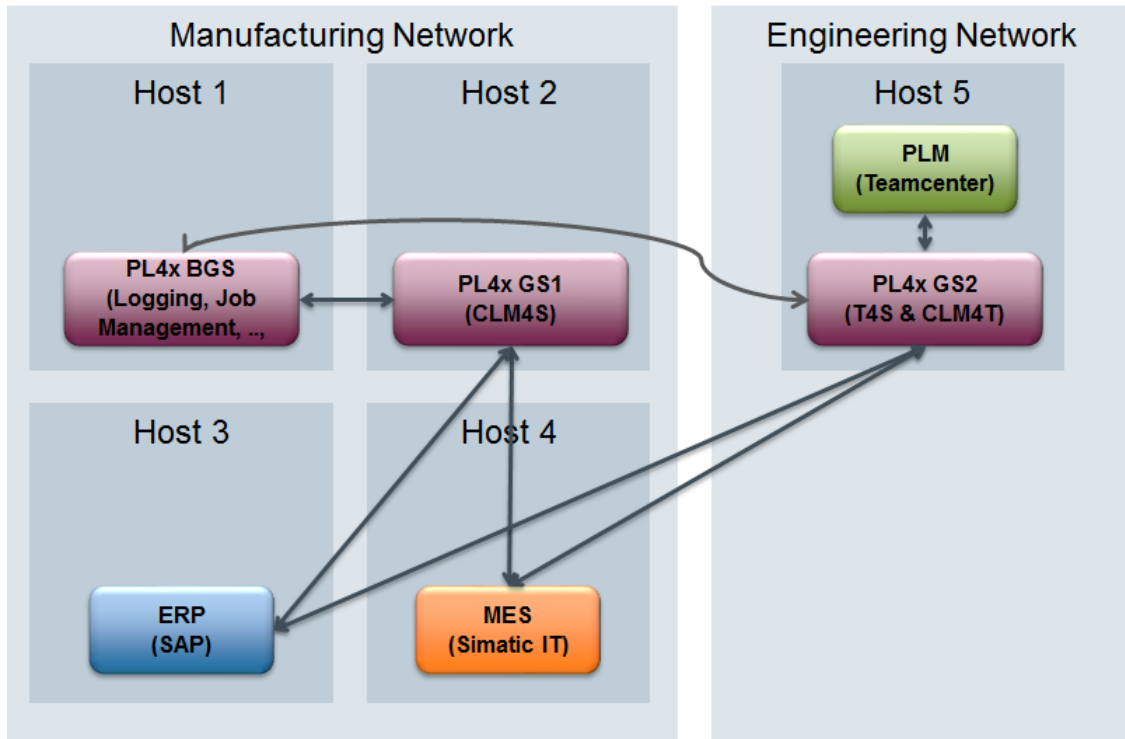 Manufacturing Network
Engineering Network
Host 1
Host 2
Host 5
PLM
(Teamcenter)
PL4x BGS
(Logging, Job
Management, ..,
PL4x GS1
(CLM4S)
PL4x GS2
(T4S & CLM4T)
Host 3
Host 4
ERP
(SAP)
MES
(Simatic IT)